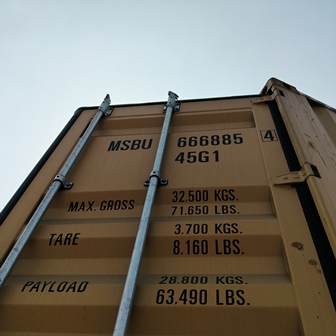 MSBU 666885 4
45G1
MAX. GROSS 32.500 KGS.
71.650 LBS.
TARE 3.700 KGS.
8.160 LBS.
PAYLOAD 28.800 KGS.
63.490 LBS.